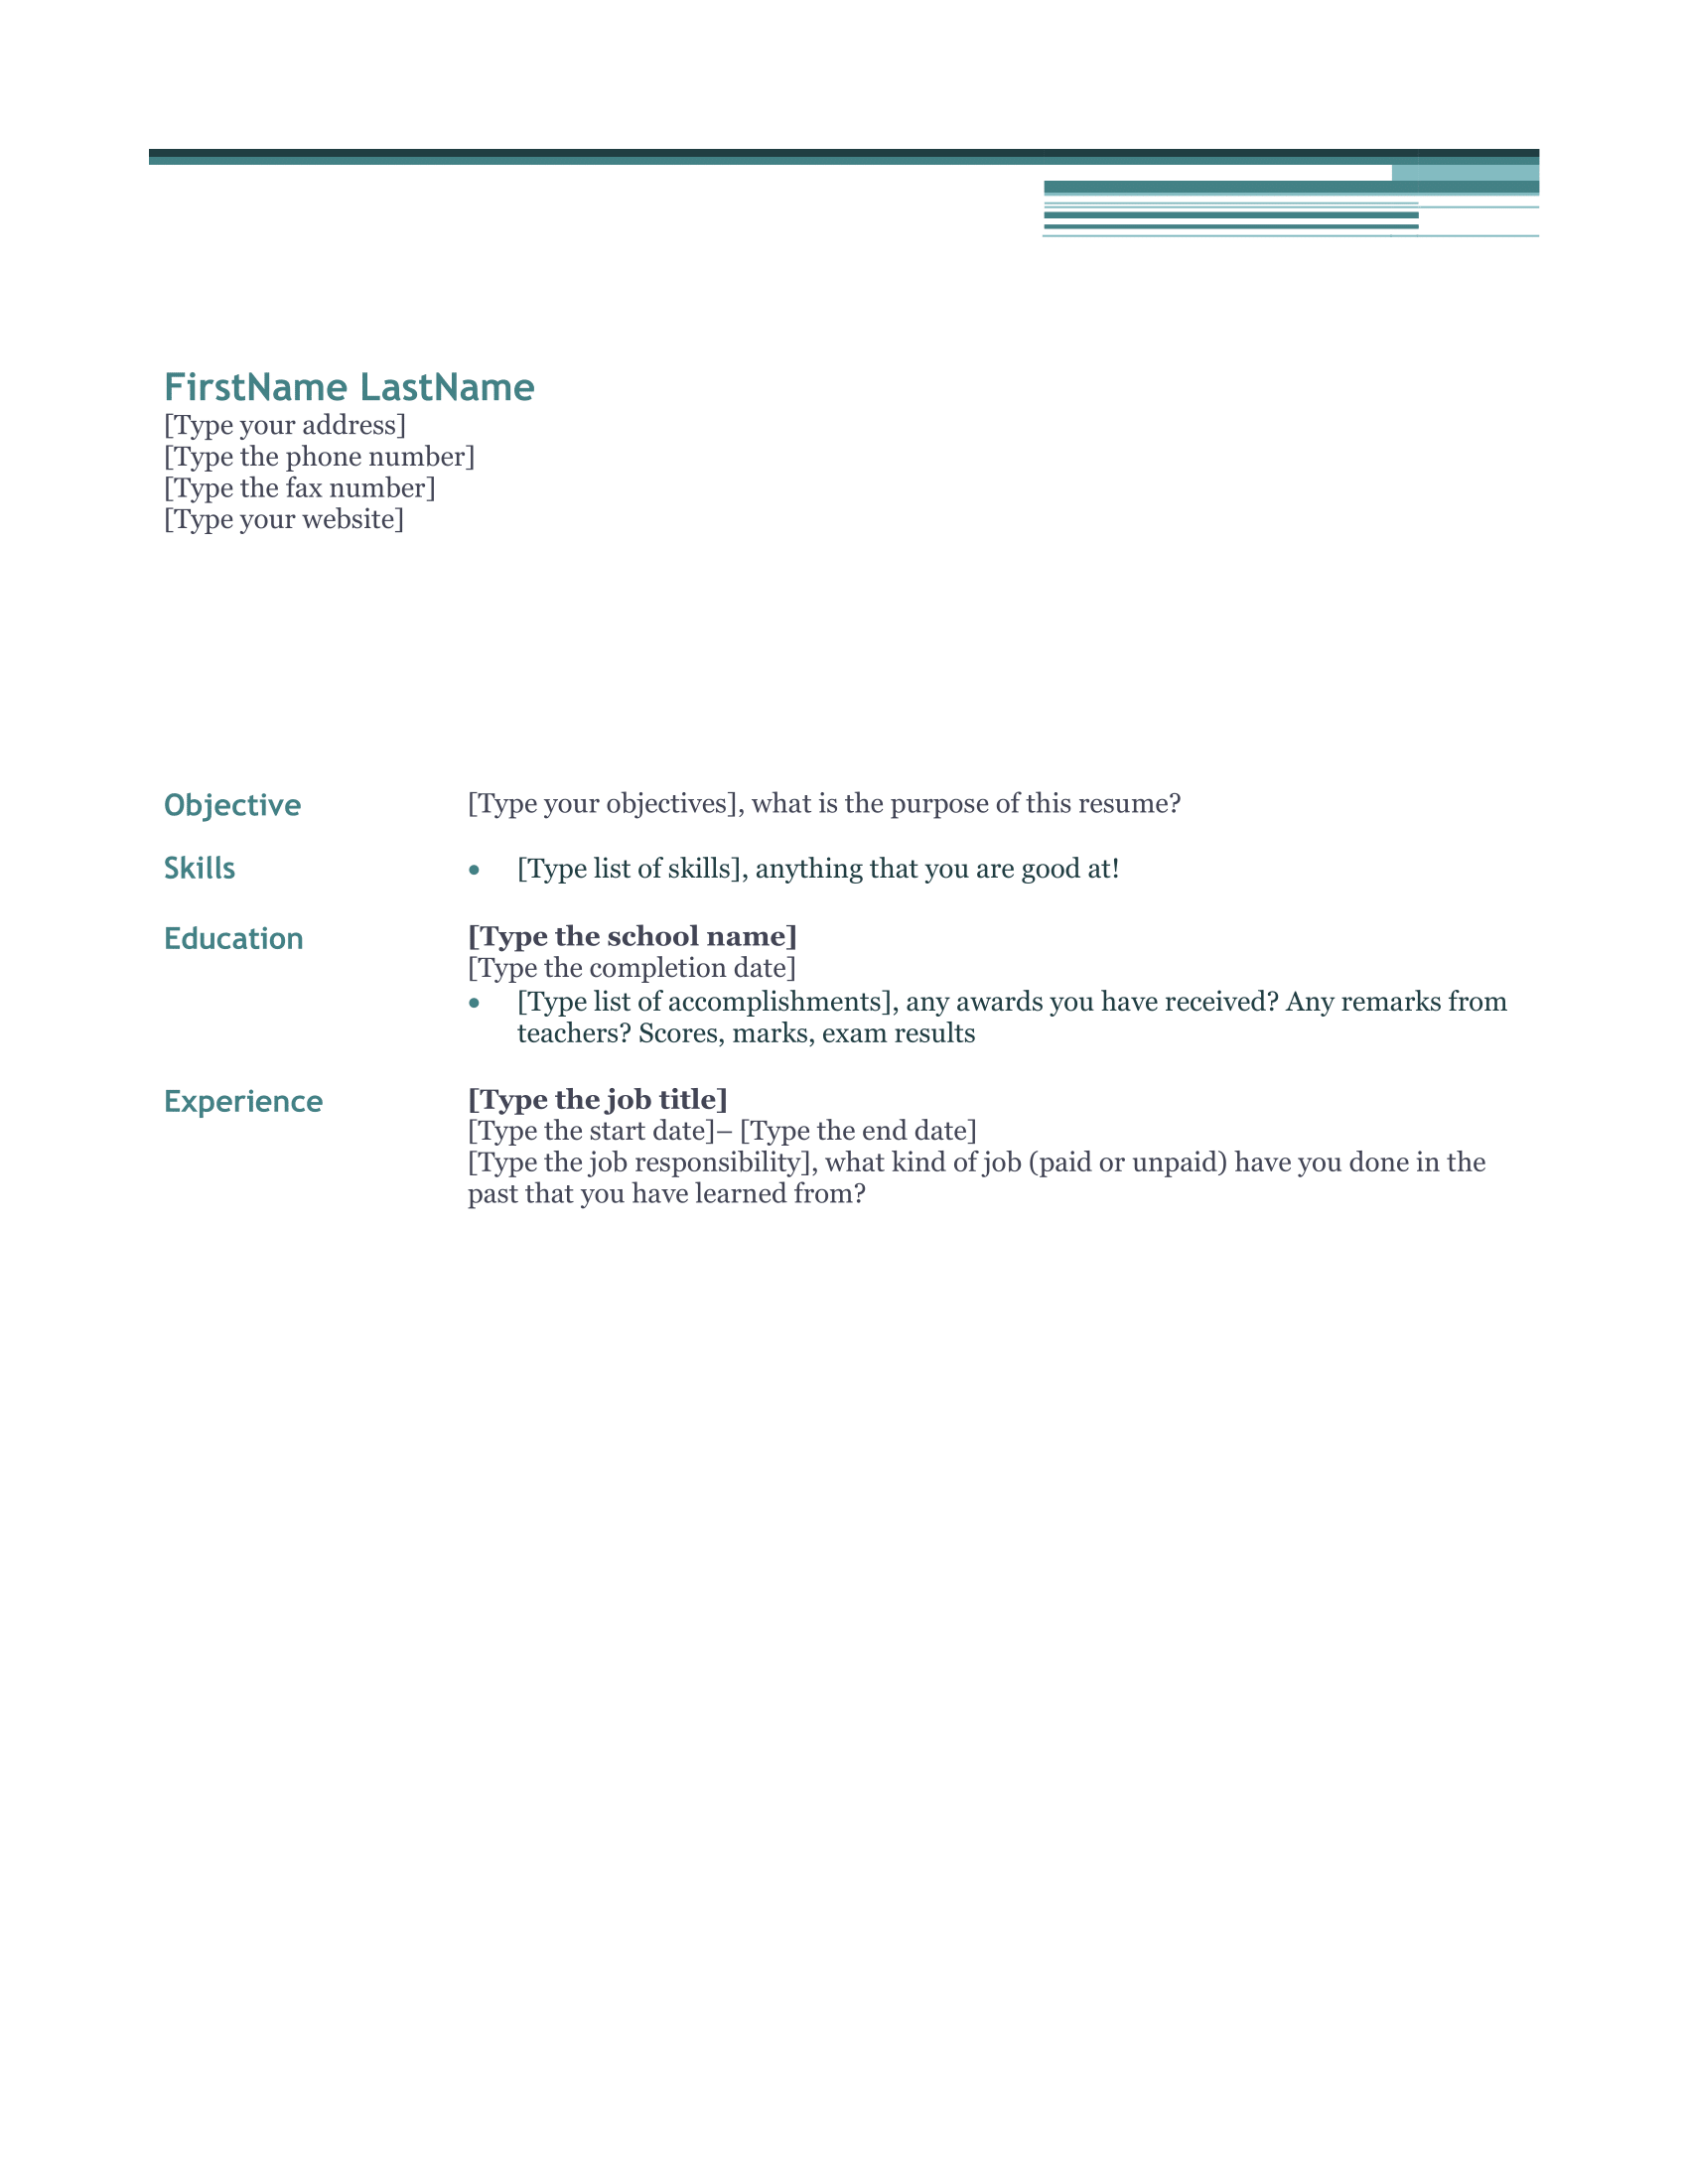 FirstName LastName
[Type your address]
[Type the phone number]
[Type the fax number]
[Type your website]
Objective
[Type your objectives], what is the purpose of this resume?
Skills
• [Type list of skills], anything that you are good at!
Education
[Type the school name]
[Type the completion date]
• [Type list of accomplishments], any awards you have received? Any remarks from
teachers? Scores, marks, exam results
Experience
[Type the job title]
[Type the start date]– [Type the end date]
[Type the job responsibility], what kind of job (paid or unpaid) have you done in the
past that you have learned from?